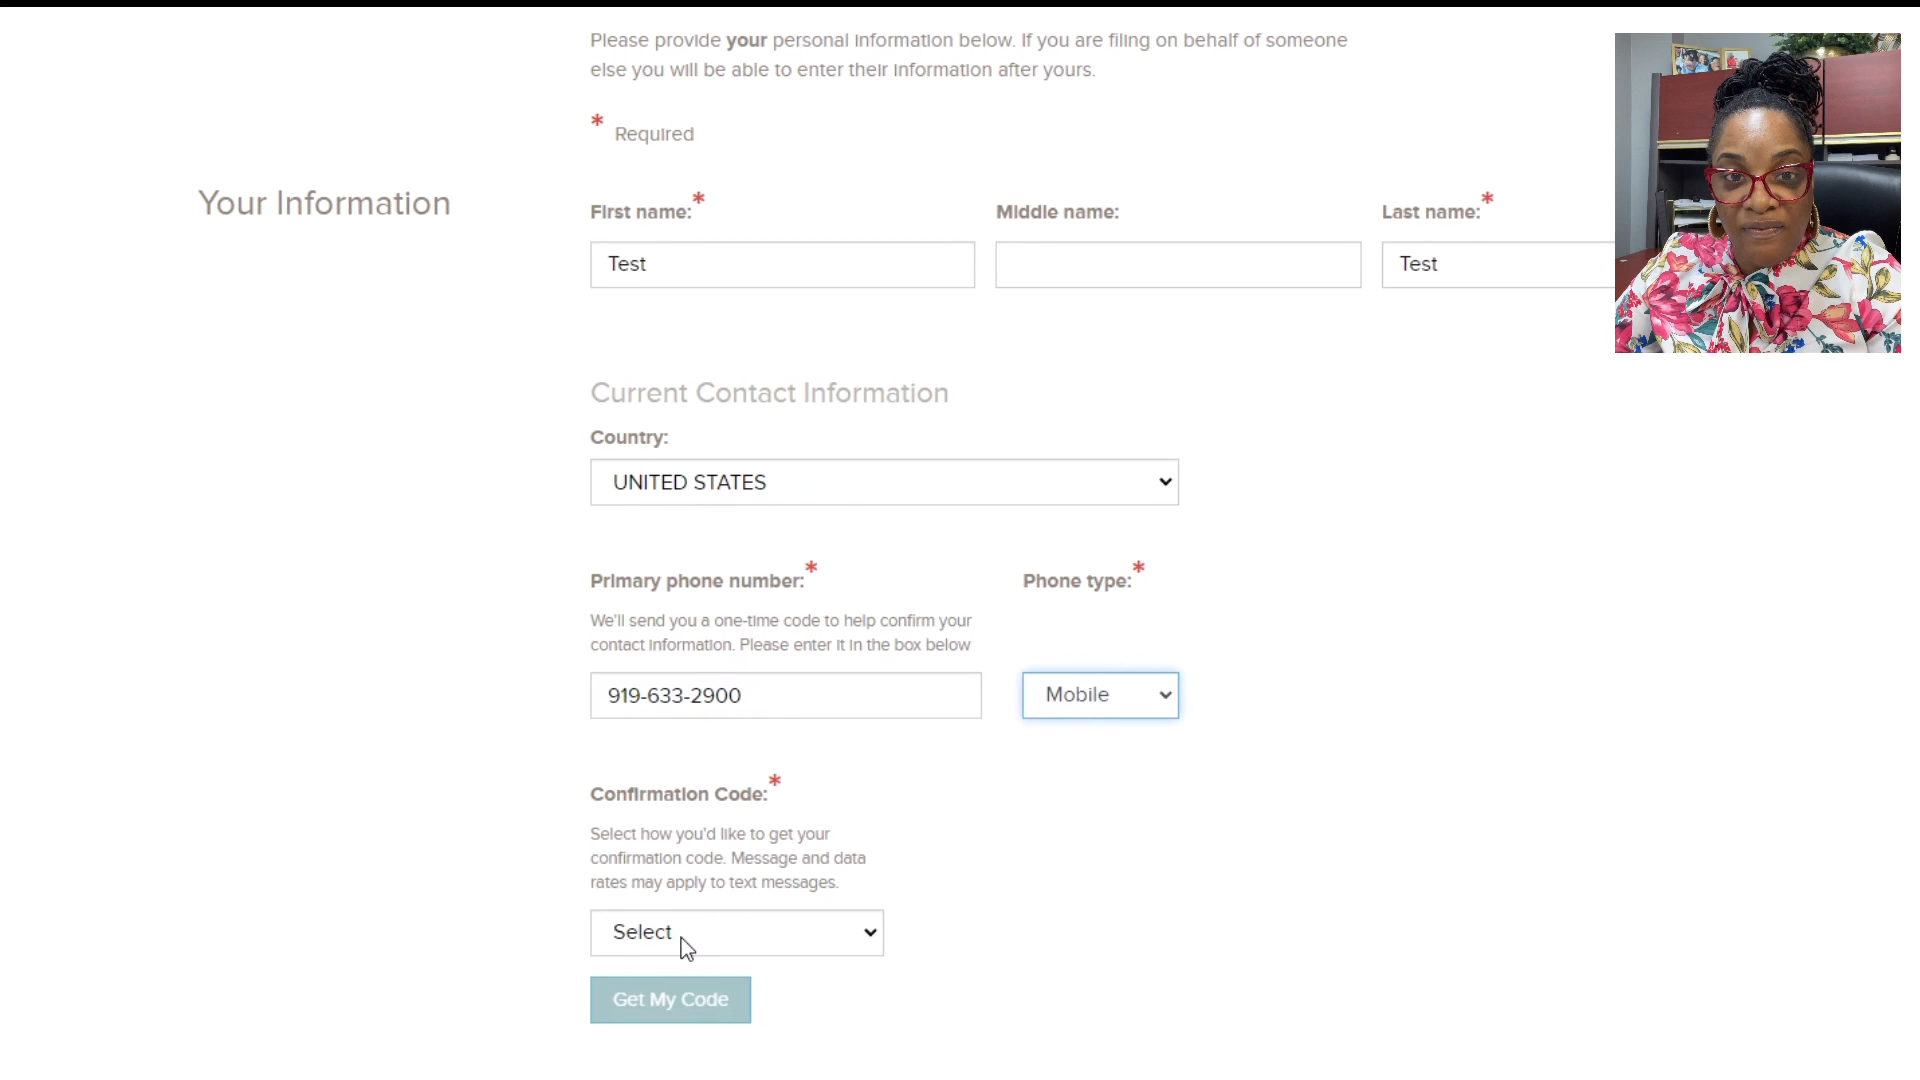 Please provide your personal information below. If you are filing on behalf of someone
else you will be able to enter their information after yours.
* Required
Your Information
First name:*
Middle name:
Last name:*
Test
Test
Current Contact Information
Country:
UNITED STATES
Primary phone number:*
Phone type:*
We'll send you a one-time code to help confirm your
contact information. Please enter it in the box below
919-633-2900
Mobile
Confirmation Code:*
Select how you'd like to get your
confirmation code. Message and data
rates may apply to text messages.
Select
Get My Code